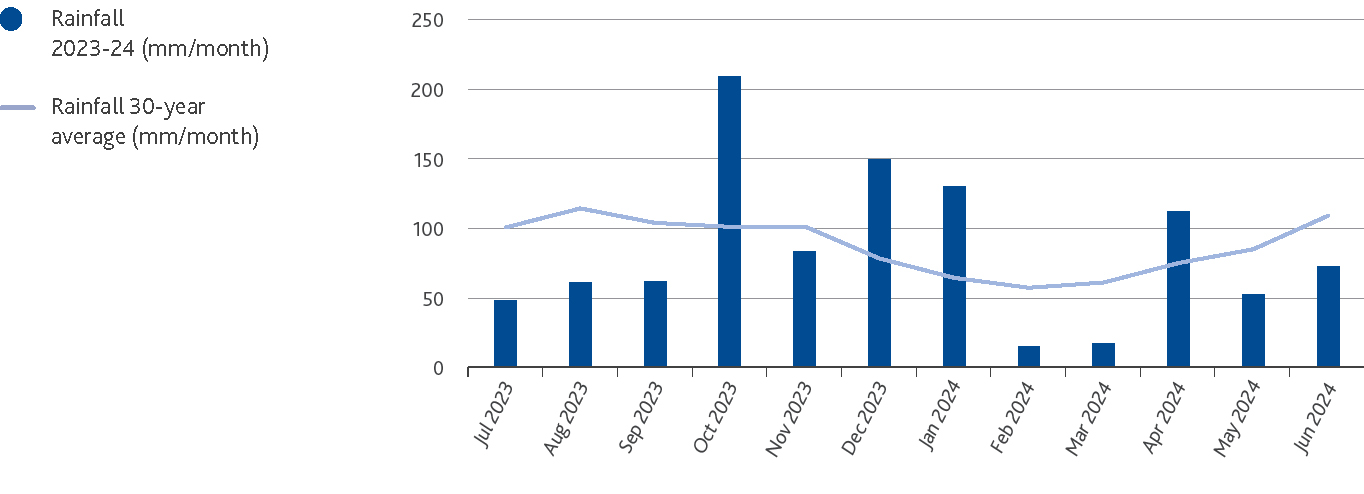 Rainfall
2023-24 (mm/month)
Rainfall 30-year
average (mm/month)
250
200
150
100
50
0
Jul 2023
Aug 2023
Sep 2023
Oct 2023
Nov 2023
Dec 2023
Jan 2024
Feb 2024
Mar 2024
Apr 2024
May 2024
Jun 2024